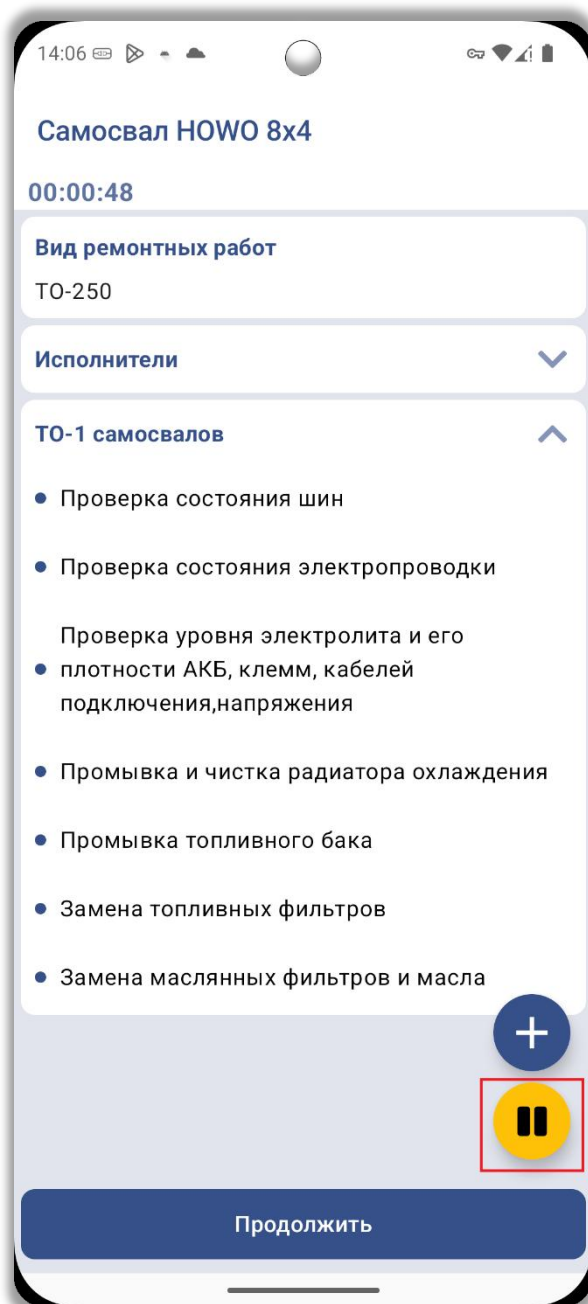 14:06
Самосвал HOWO 8x4
00:00:48
Вид ремонтных работ
ТО-250
Исполнители
ТО-1 самосвалов
Проверка состояния шин
Проверка состояния электропроводки
Проверка уровня электролита и его
плотности АКБ, клемм, кабелей
подключения,напряжения
Промывка и чистка радиатора охлаждения
Промывка топливного бака
Замена топливных фильтров
Замена маслянных фильтров и масла
Продолжить